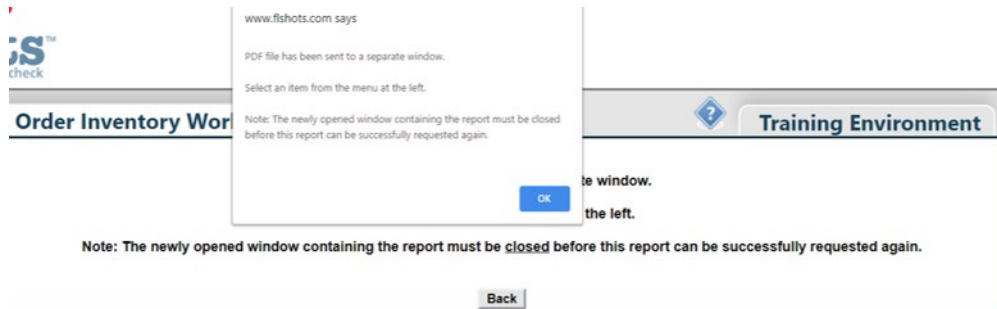 www.flshots.com says
PDF file has been sent to a separate window.
Select an item from the menu at the left.
Note: The newly opened window containing the report must be closed
before this report can be successfully requested again.
OK
TM
check
Order Inventory Wor
?
Training Environment
te window.
the left.
Note: The newly opened window containing the report must be closed before this report can be successfully requested again.
Back